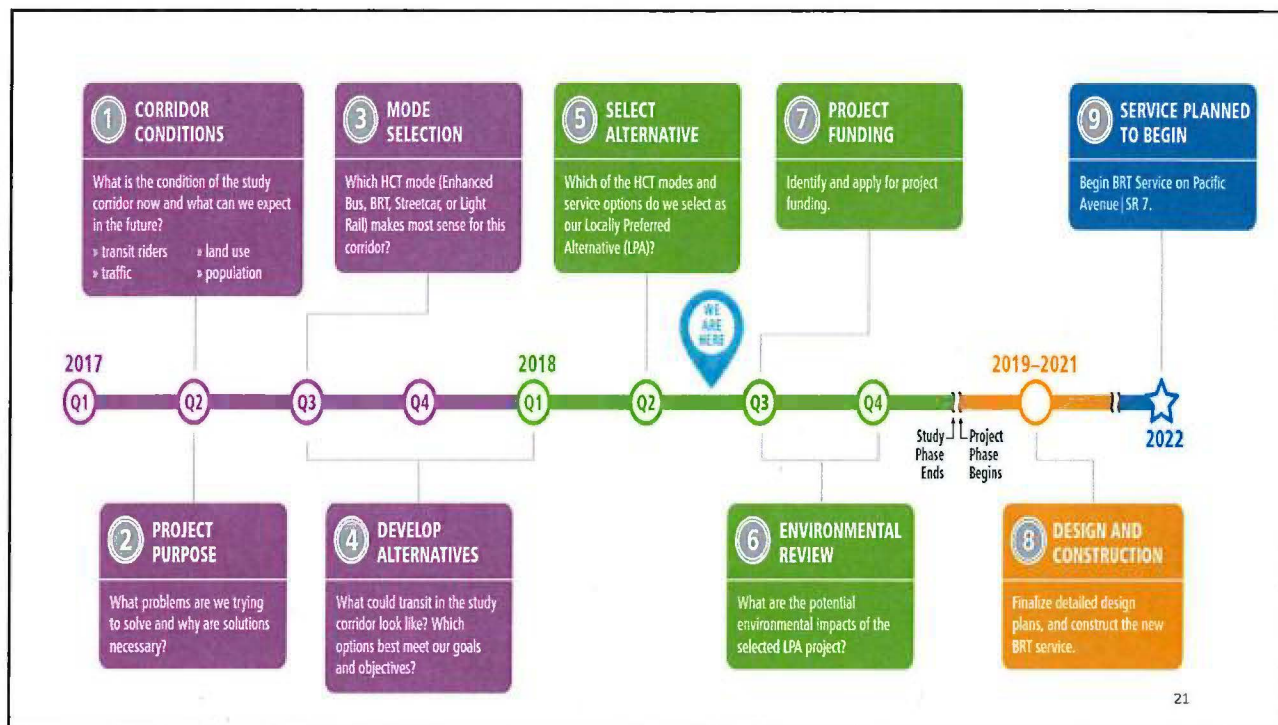 1 CORRIDOR
CONDITIONS
What is the condition of the study
corridor now and what can we expect
in the future?
» transit riders » land use
» traffic » population
3 MODE
SELECTION
Which HCT mode (Enhanced
Bus, BRT, Streetcar, or Light
Rail) makes most sense for this
corridor?
5 SELECT
ALTERNATIVE
Which of the HCT modes and
service options do we select as
our Locally Preferred
Alternative (LPA)?
7 PROJECT
FUNDING
Identify and apply for project
funding.
9 SERVICE PLANNED
TO BEGIN
Begin BRT Service on Pacific
Avenue | SR 7.
WE
ARE
HERE
2017
2018
2019–2021
Q1 Q2 Q3 Q4 Q1 Q2 Q3 Q4
2022
Study
Phase
Ends
Project
Phase
Begins
2 PROJECT
PURPOSE
What problems are we trying
to solve and why are solutions
necessary?
4 DEVELOP
ALTERNATIVES
What could transit in the study
corridor look like? Which
options best meet our goals
and objectives?
6 ENVIRONMENTAL
REVIEW
What are the potential
environmental impacts of the
selected LPA project?
8 DESIGN AND
CONSTRUCTION
Finalize detailed design
plans, and construct the new
BRT service.
21